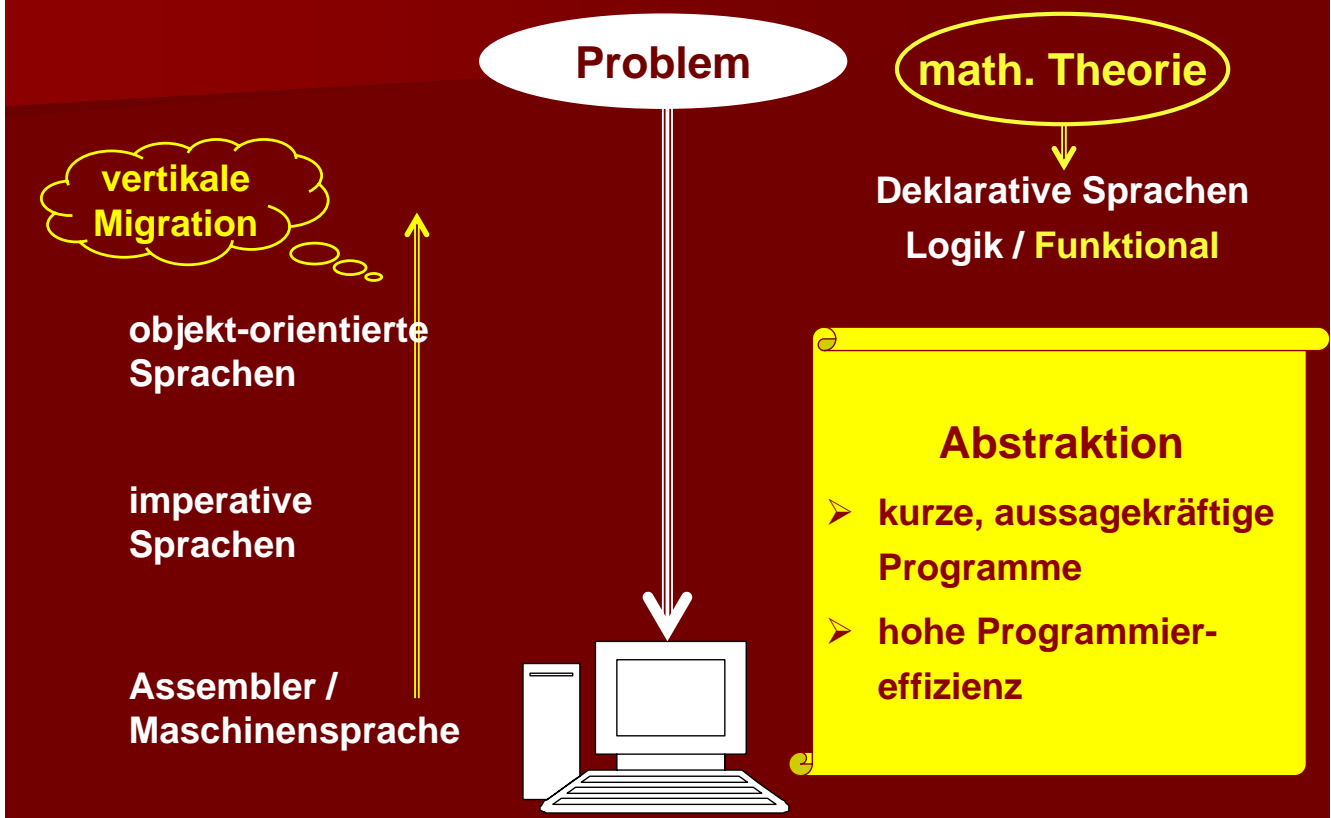 Problem
math. Theorie
vertikale
Migration
Deklarative Sprachen
Logik / Funktional
objekt-orientierte
Sprachen
imperative
Sprachen
Assembler /
Maschinensprache
Abstraktion
➢ kurze, aussagekräftige
Programme
➢ hohe Programmier-
effizienz